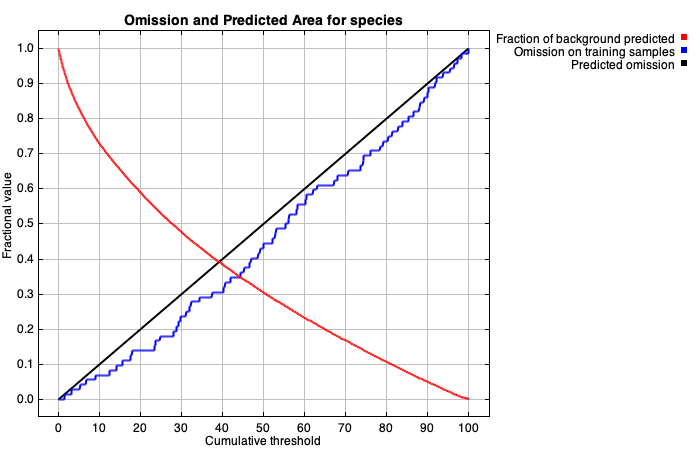 Omission and Predicted Area for species
Fraction of background predicted
Omission on training samples
Predicted omission
Fractional value
1.0
0.9
0.8
0.7
0.6
0.5
0.4
0.3
0.2
0.1
0.0
0 10 20 30 40 50 60 70 80 90 100
Cumulative threshold